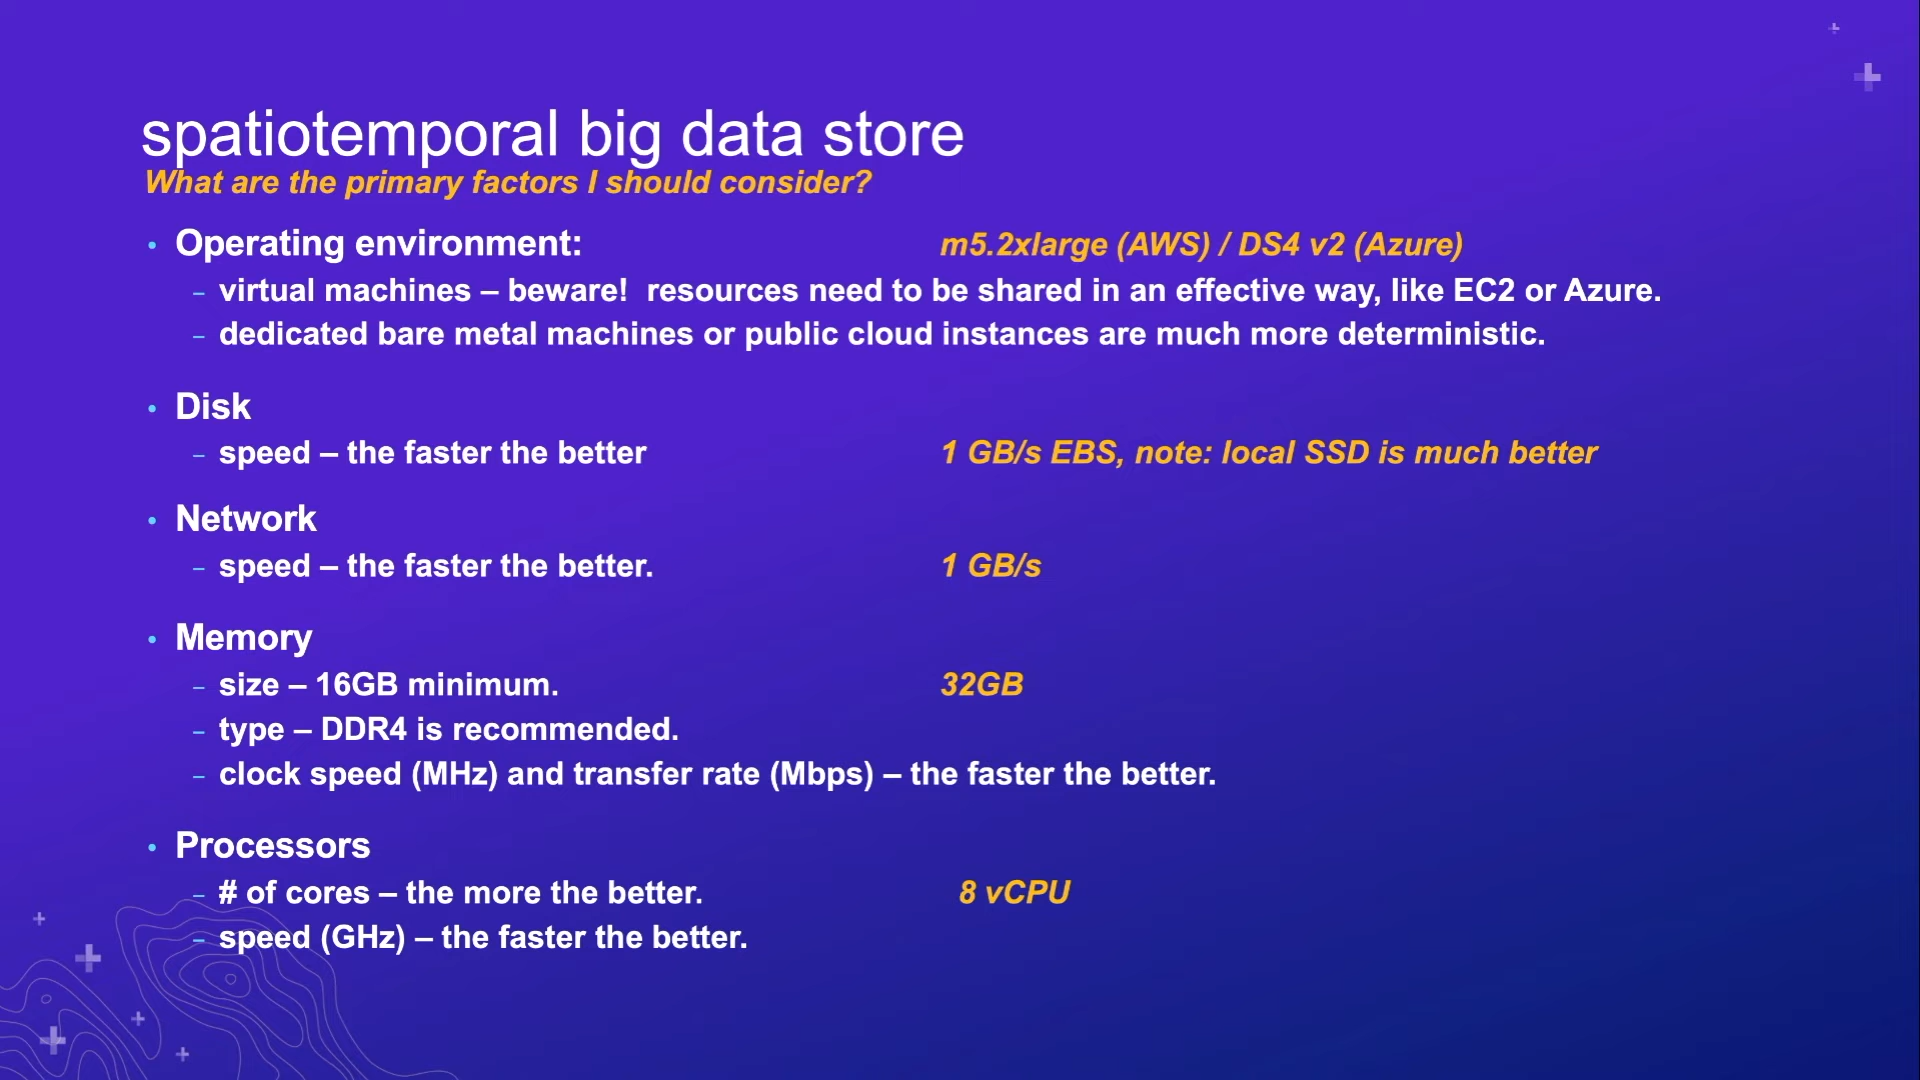 spatiotemporal big data store
What are the primary factors I should consider?
• Operating environment: m5.2xlarge (AWS) / DS4 v2 (Azure)
– virtual machines – beware!  resources need to be shared in an effective way, like EC2 or Azure.
– dedicated bare metal machines or public cloud instances are much more deterministic.
• Disk
– speed – the faster the better 1 GB/s EBS, note: local SSD is much better
• Network
– speed – the faster the better. 1 GB/s
• Memory
– size – 16GB minimum. 32GB
– type – DDR4 is recommended.
– clock speed (MHz) and transfer rate (Mbps) – the faster the better.
• Processors
– # of cores – the more the better. 8 vCPU
– speed (GHz) – the faster the better.